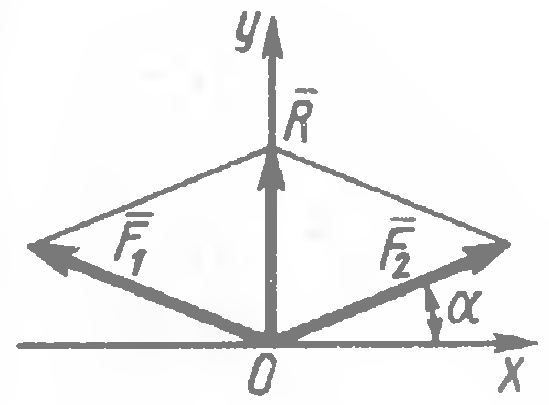 y
R̄
F̄₁
F̄₂
α
O
x